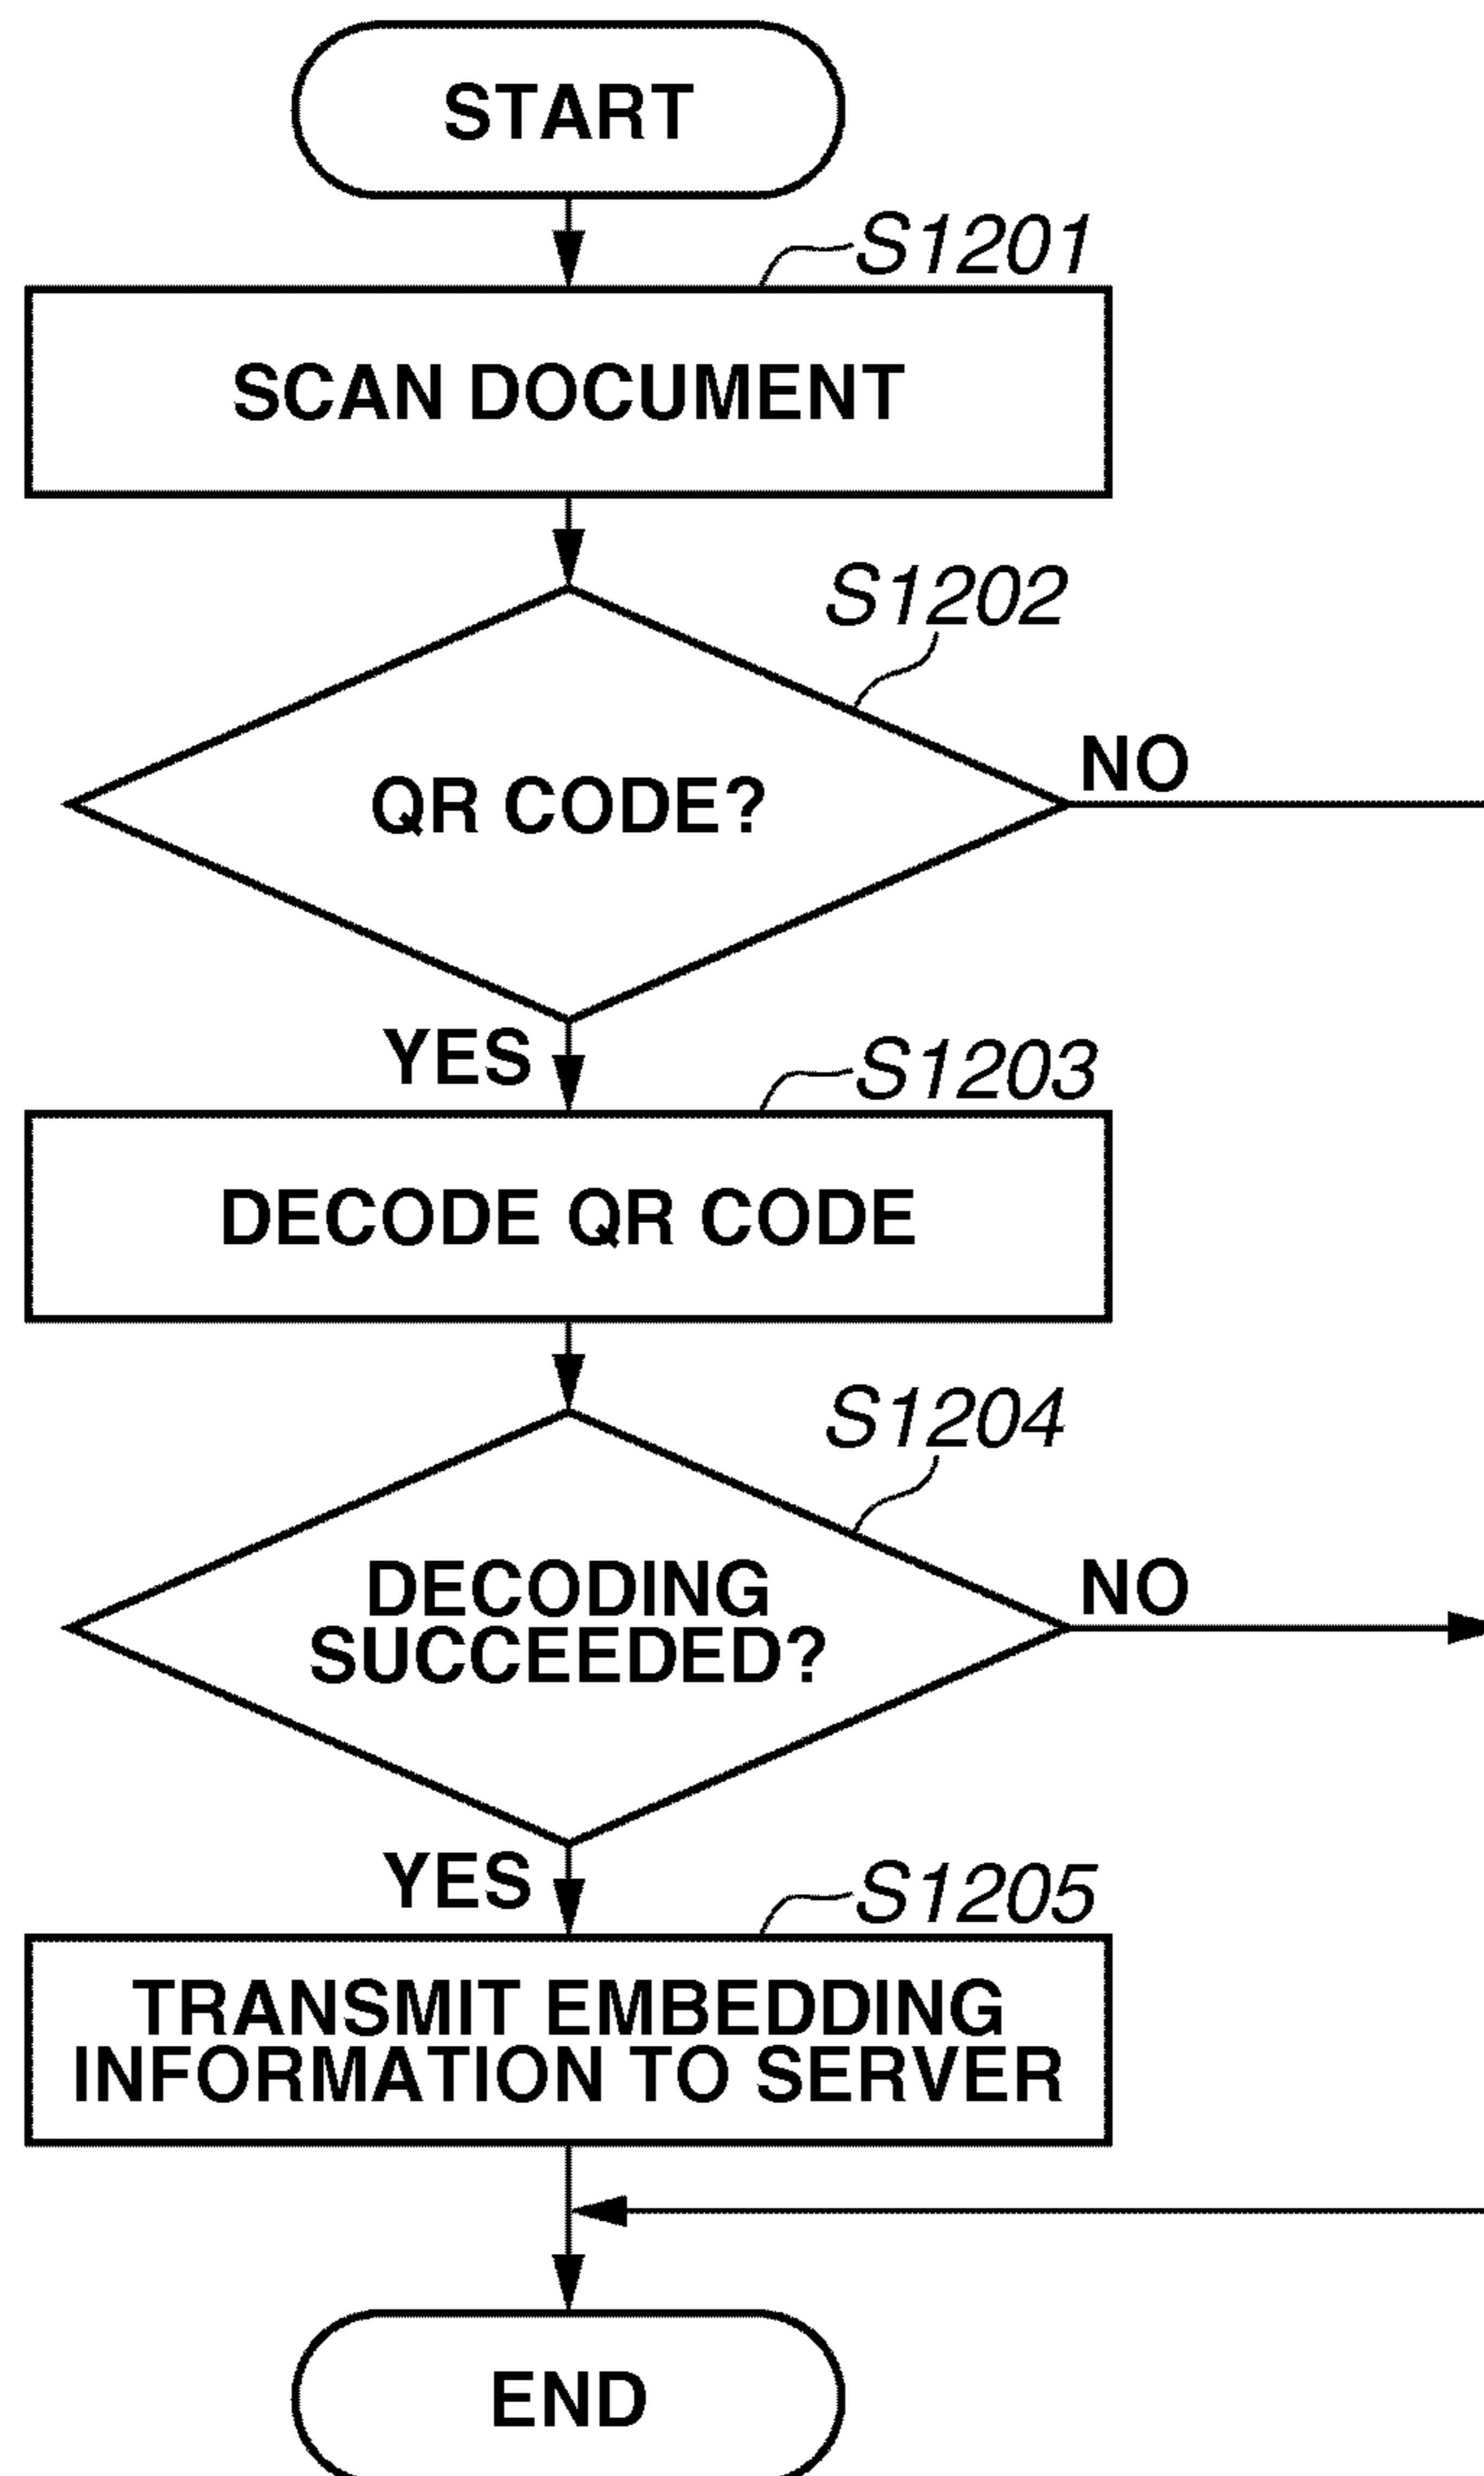 START
S1201
SCAN DOCUMENT
S1202
QR CODE?
NO
YES
S1203
DECODE QR CODE
S1204
DECODING
SUCCEEDED?
NO
YES
S1205
TRANSMIT EMBEDDING
INFORMATION TO SERVER
END